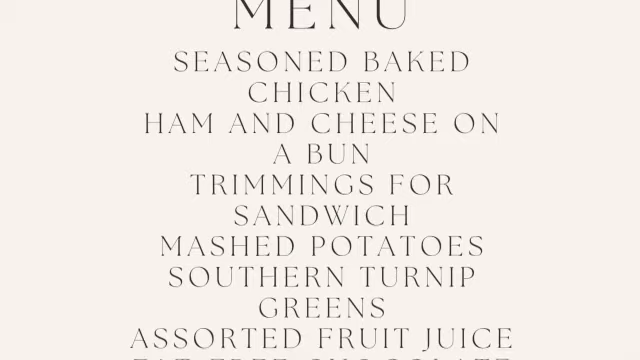 MENU
SEASONED BAKED
CHICKEN
HAM AND CHEESE ON
A BUN
TRIMMINGS FOR
SANDWICH
MASHED POTATOES
SOUTHERN TURNIP
GREENS
ASSORTED FRUIT JUICE